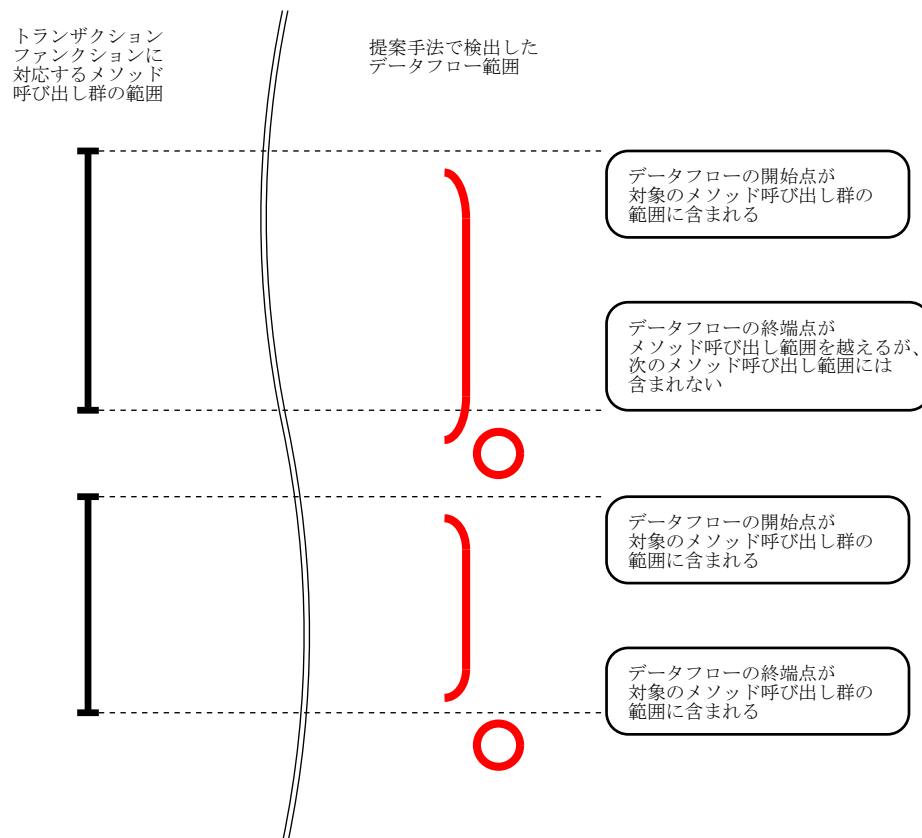 トランザクション
ファンクションに
対応するメソッド
呼び出し群の範囲
提案手法で検出した
データフロー範囲
データフローの開始点が
対象のメソッド呼び出し群の
範囲に含まれる
データフローの終端点が
メソッド呼び出し範囲を越えるが、
次のメソッド呼び出し範囲には
含まれない
データフローの開始点が
対象のメソッド呼び出し群の
範囲に含まれる
データフローの終端点が
対象のメソッド呼び出し群の
範囲に含まれる